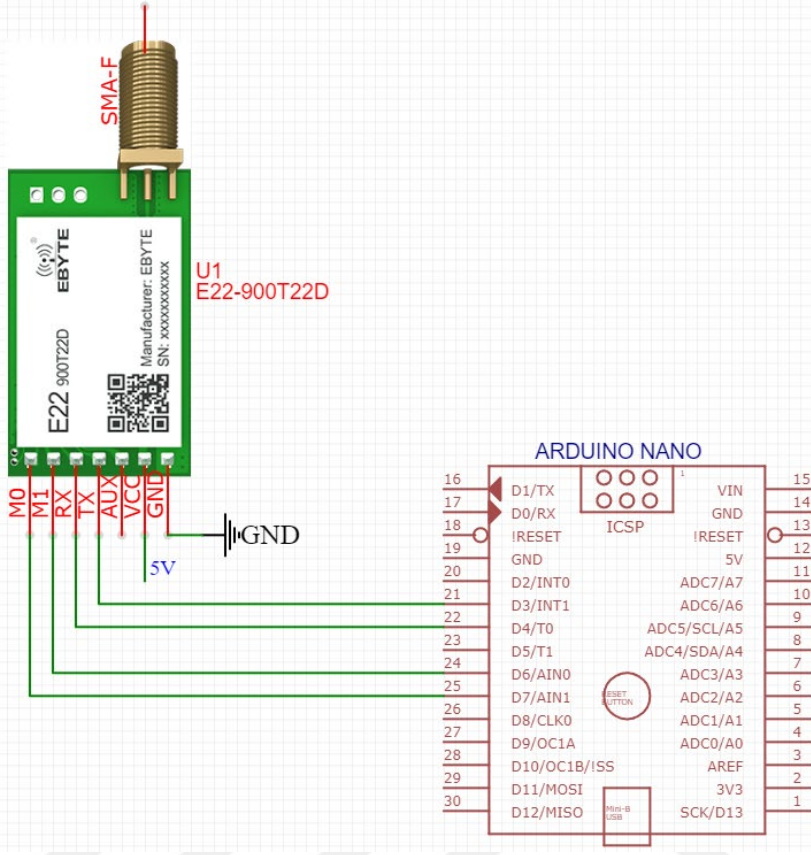 SMA-F
EBYTE
®
Manufacturer: EBYTE
SN: xxxxxxxxxxxx
E22 900T22D
U1
E22-900T22D
M0
M1
RX
TX
AUX
VCC
GND
GND
5V
ARDUINO NANO
ICSP
1
16 D1/TX VIN 15
17 D0/RX GND 14
18 !RESET !RESET 13
19 GND 5V 12
20 D2/INT0 ADC7/A7 11
21 D3/INT1 ADC6/A6 10
22 D4/T0 ADC5/SCL/A5 9
23 D5/T1 ADC4/SDA/A4 8
24 D6/AIN0 ADC3/A3 7
25 D7/AIN1 ADC2/A2 6
RESET
BUTTON
26 D8/CLK0 ADC1/A1 5
27 D9/OC1A ADC0/A0 4
28 D10/OC1B/!SS AREF 3
29 D11/MOSI 3V3 2
30 D12/MISO SCK/D13 1
Mini-B
USB